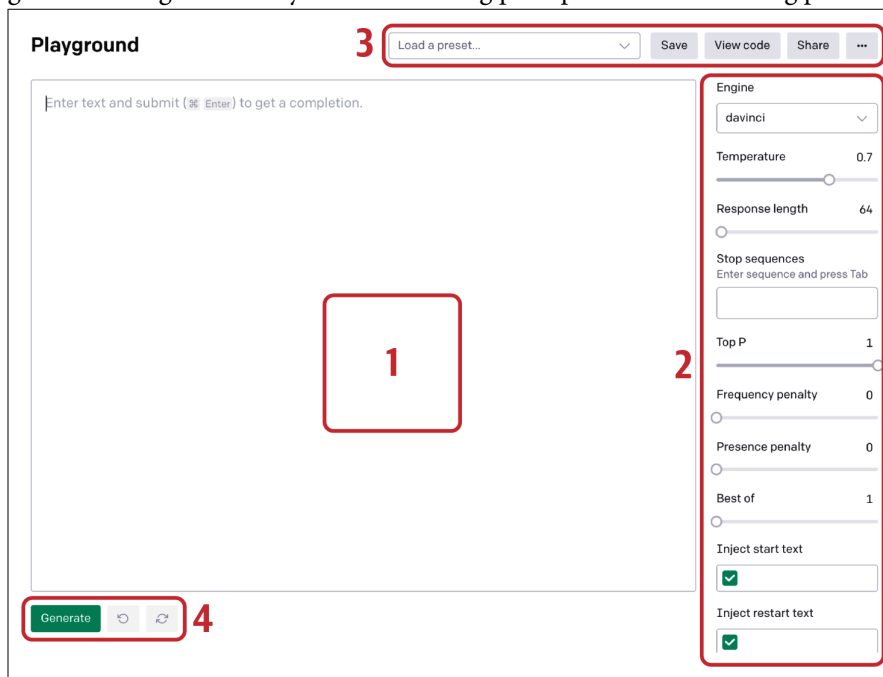 Playground
3
Load a preset...
Save
View code
Share
...
Enter text and submit (⌘ Enter) to get a completion.
1
2
Engine
davinci
Temperature 0.7
Response length 64
Stop sequences
Enter sequence and press Tab
Top P 1
Frequency penalty 0
Presence penalty 0
Best of 1
Inject start text
Inject restart text
Generate
4